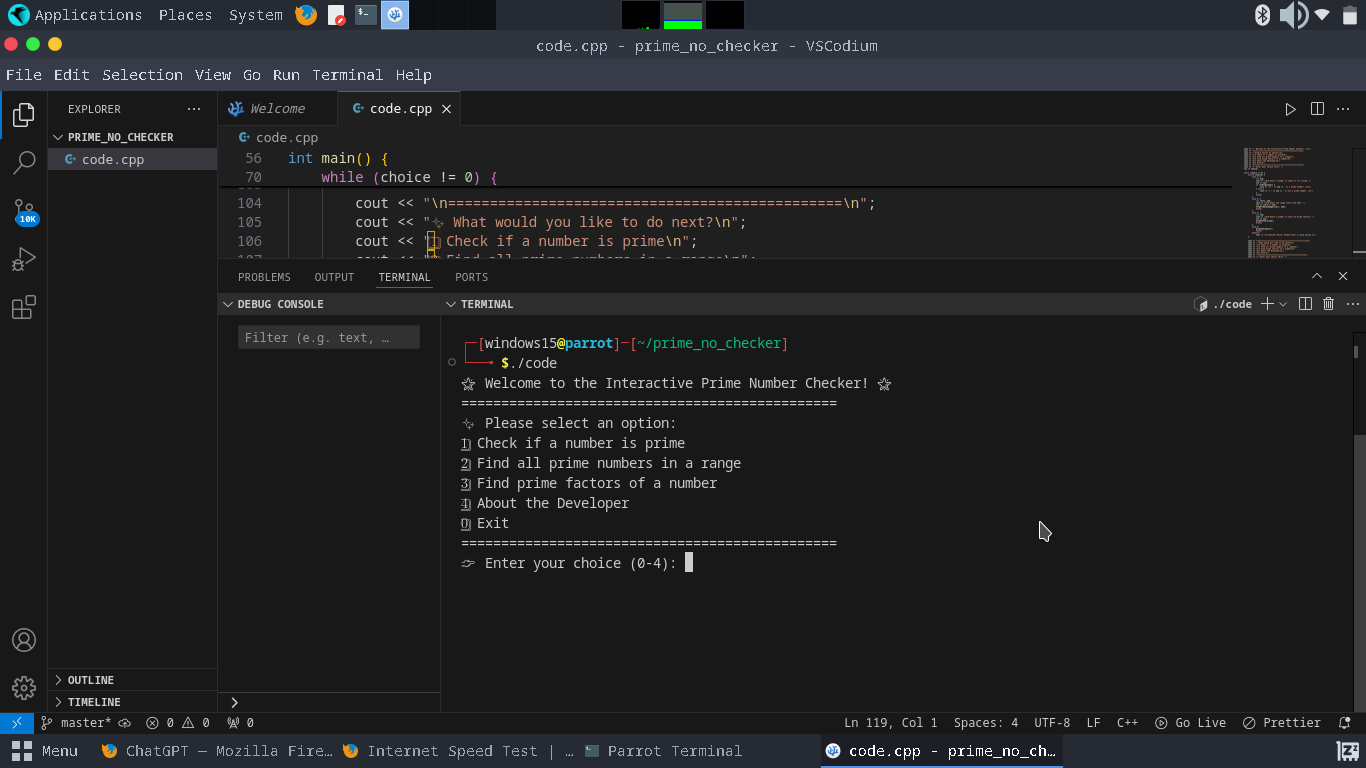 Applications Places System
code.cpp - prime_no_checker - VSCodium
File Edit Selection View Go Run Terminal Help
EXPLORER ···
PRIME_NO_CHECKER
code.cpp
10K
OUTLINE
TIMELINE
Welcome
code.cpp
code.cpp
56 int main() {
70 while (choice != 0) {
104 cout << "\n===============================================\n";
105 cout << "✨ What would you like to do next?\n";
106 cout << " Check if a number is prime\n";
PROBLEMS OUTPUT TERMINAL PORTS
DEBUG CONSOLE
Filter (e.g. text, …
TERMINAL
./code
┌─[windows15@parrot]─[~/prime_no_checker]
└──╼ $./code
☆ Welcome to the Interactive Prime Number Checker! ☆
===============================================
✨ Please select an option:
1 Check if a number is prime
2 Find all prime numbers in a range
3 Find prime factors of a number
4 About the Developer
0 Exit
===============================================
👉 Enter your choice (0-4):
master* 0 0 0
Ln 119, Col 1 Spaces: 4 UTF-8 LF C++ Go Live Prettier
Menu ChatGPT — Mozilla Fire… Internet Speed Test | … Parrot Terminal code.cpp - prime_no_ch…